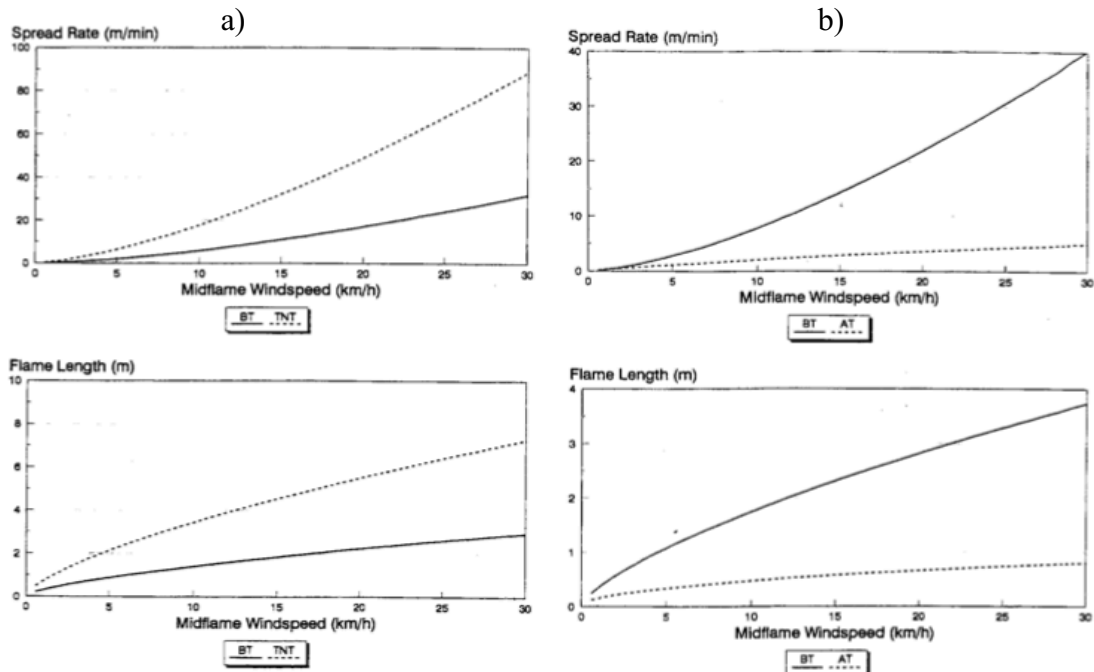 a)
Spread Rate (m/min)
100
80
60
40
20
0
0 5 10 15 20 25 30
Midflame Windspeed (km/h)
BT TNT
b)
Spread Rate (m/min)
40
30
20
10
0
0 5 10 15 20 25 30
Midflame Windspeed (km/h)
BT AT
Flame Length (m)
10
8
6
4
2
0
0 5 10 15 20 25 30
Midflame Windspeed (km/h)
BT TNT
Flame Length (m)
4
3
2
1
0
0 5 10 15 20 25 30
Midflame Windspeed (km/h)
BT AT